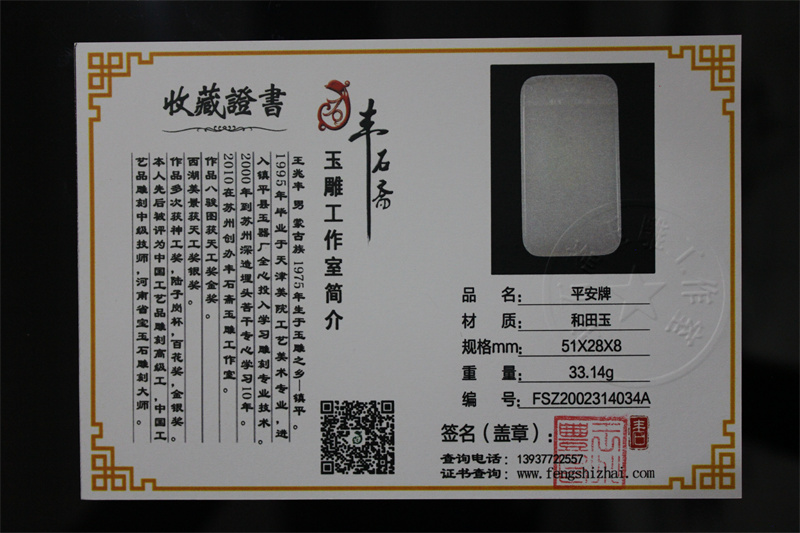 收藏證書
丰石斋
玉雕工作室简介
王兆丰 男 蒙古族 1975年生于玉雕之乡—镇平。
1995年毕业于天津美院工艺美术专业，进
入镇平县玉器厂全心投入学习雕刻专业技术。
2000年到苏州深造埋头苦干专心学习10年。
2010在苏州创办丰石斋玉雕工作室。
作品八骏图获天工奖金奖。
西湖美景获天工奖银奖。
作品多次获神工奖，陆子岗杯，百花奖，金银奖。
本人先后被评为中国工艺品雕刻高级工，中国工
艺品雕刻中级技师，河南省宝玉石雕刻大师。
品 名： 平安牌
材 质： 和田玉
规格mm： 51X28X8
重 量： 33.14g
编 号： FSZ2002314034A
签名（盖章）：
查询电话：13937722557
证书查询：www.fengshizhai.com